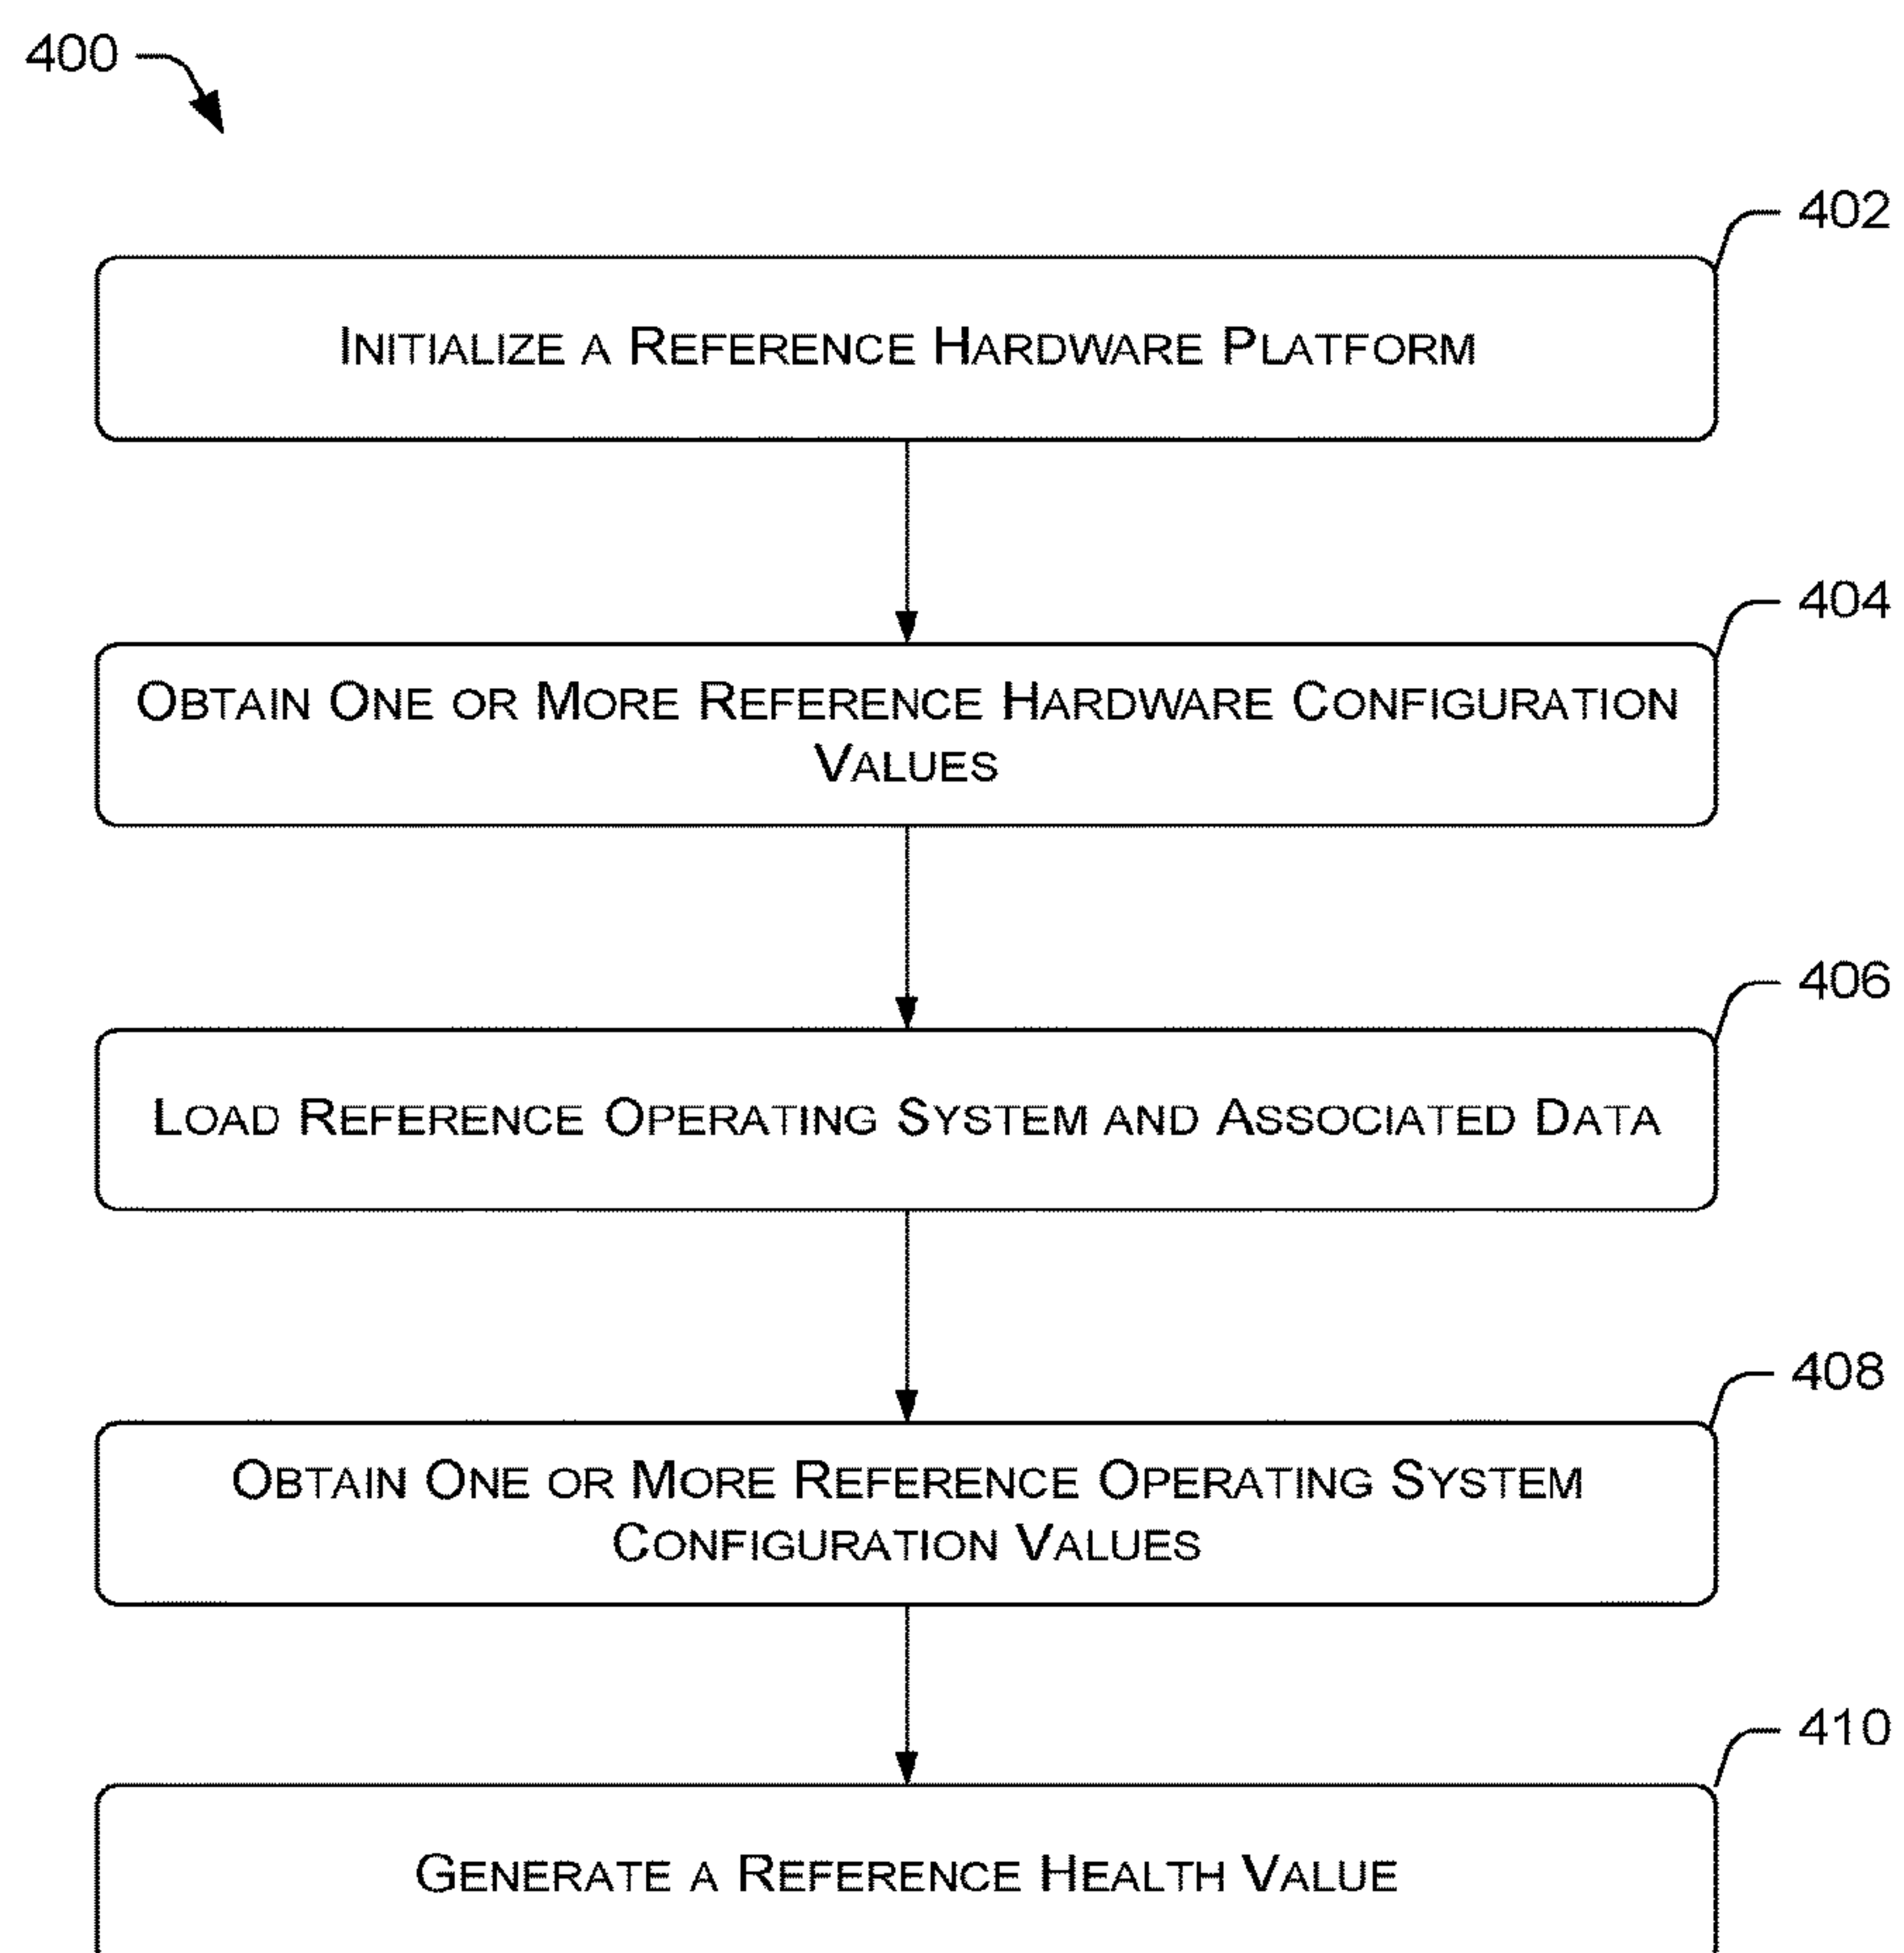 400
402
INITIALIZE A REFERENCE HARDWARE PLATFORM
404
OBTAIN ONE OR MORE REFERENCE HARDWARE CONFIGURATION
VALUES
406
LOAD REFERENCE OPERATING SYSTEM AND ASSOCIATED DATA
408
OBTAIN ONE OR MORE REFERENCE OPERATING SYSTEM
CONFIGURATION VALUES
410
GENERATE A REFERENCE HEALTH VALUE